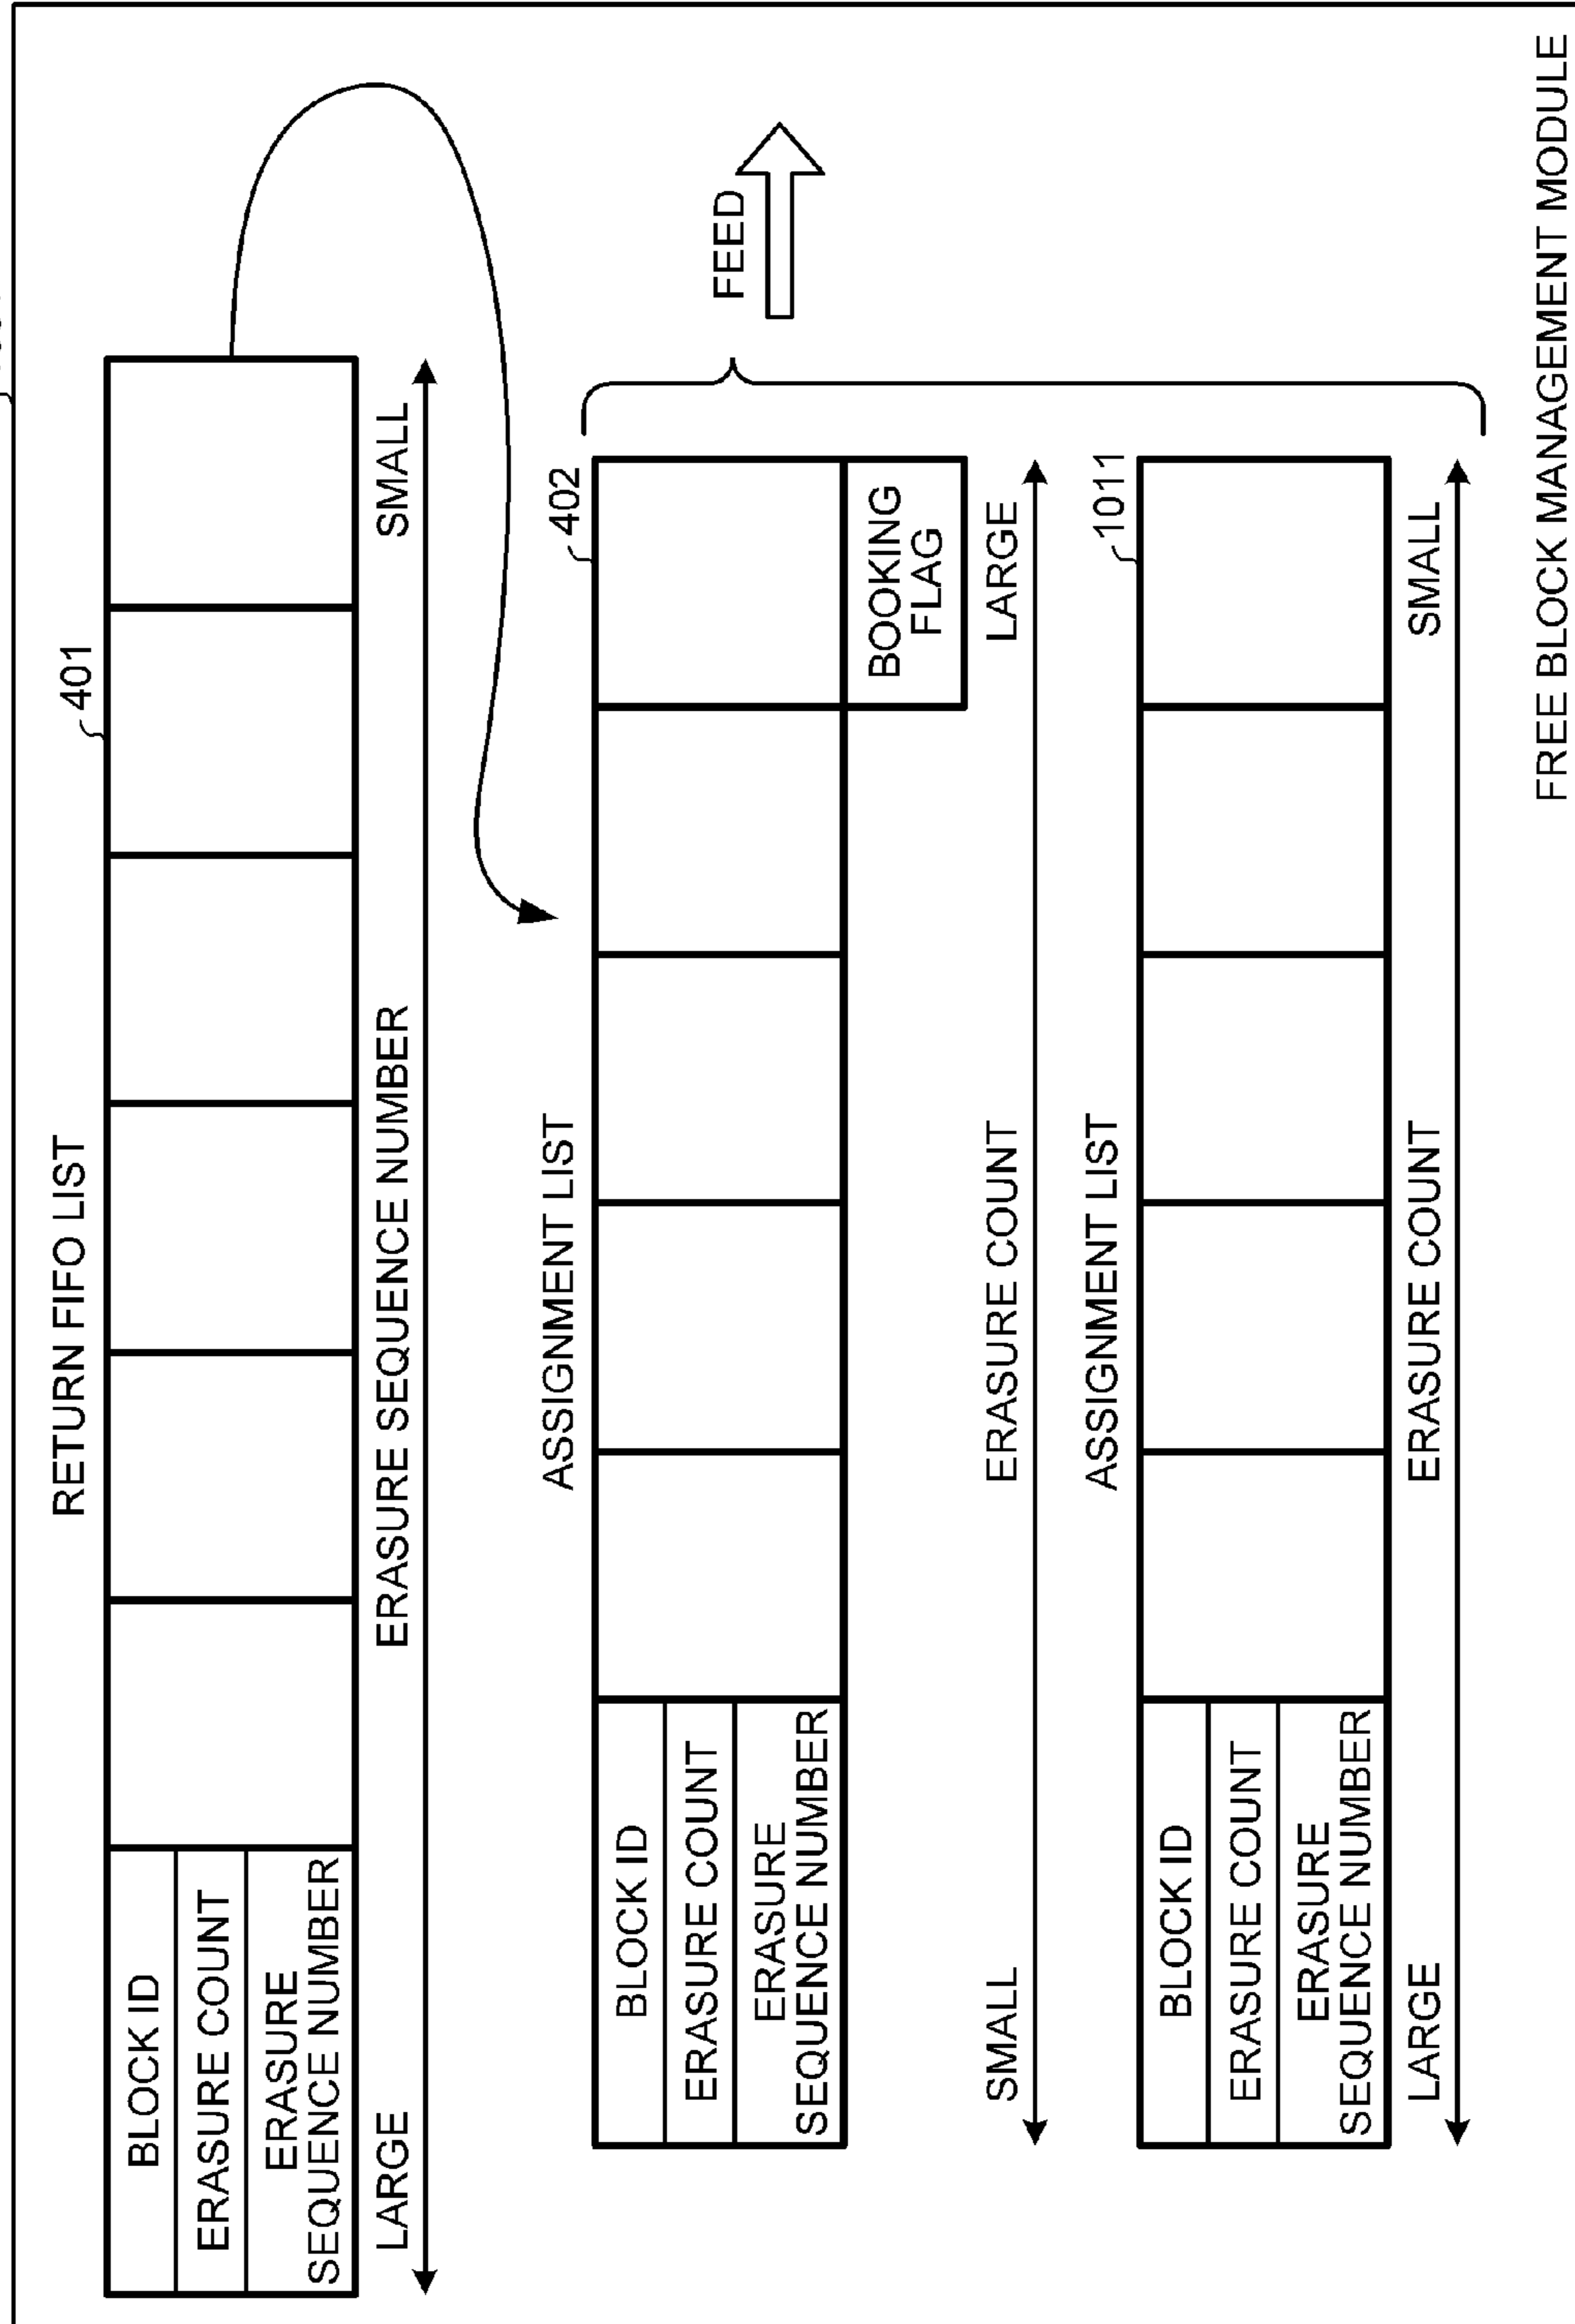 RETURN FIFO LIST
401
BLOCK ID
ERASURE COUNT
ERASURE
SEQUENCE NUMBER
LARGE
ERASURE SEQUENCE NUMBER
SMALL
ASSIGNMENT LIST
402
BLOCK ID
ERASURE COUNT
ERASURE
SEQUENCE NUMBER
BOOKING
FLAG
SMALL
ERASURE COUNT
LARGE
FEED
ASSIGNMENT LIST
1011
BLOCK ID
ERASURE COUNT
ERASURE
SEQUENCE NUMBER
LARGE
ERASURE COUNT
SMALL
FREE BLOCK MANAGEMENT MODULE